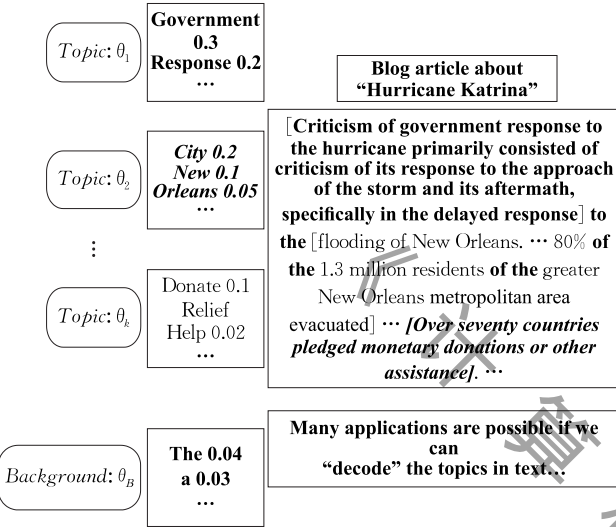 Topic: θ1
Government
0.3
Response 0.2
…
Topic: θ2
City 0.2
New 0.1
Orleans 0.05
…
⋮
Topic: θk
Donate 0.1
Relief
Help 0.02
…
Background: θB
The 0.04
a 0.03
…
Blog article about
“Hurricane Katrina”
[Criticism of government response to
the hurricane primarily consisted of
criticism of its response to the approach
of the storm and its aftermath,
specifically in the delayed response] to
the [flooding of New Orleans. … 80% of
the 1.3 million residents of the greater
New Orleans metropolitan area
evacuated] … [Over seventy countries
pledged monetary donations or other
assistance]. …
Many applications are possible if we
can
“decode” the topics in text…
《计算